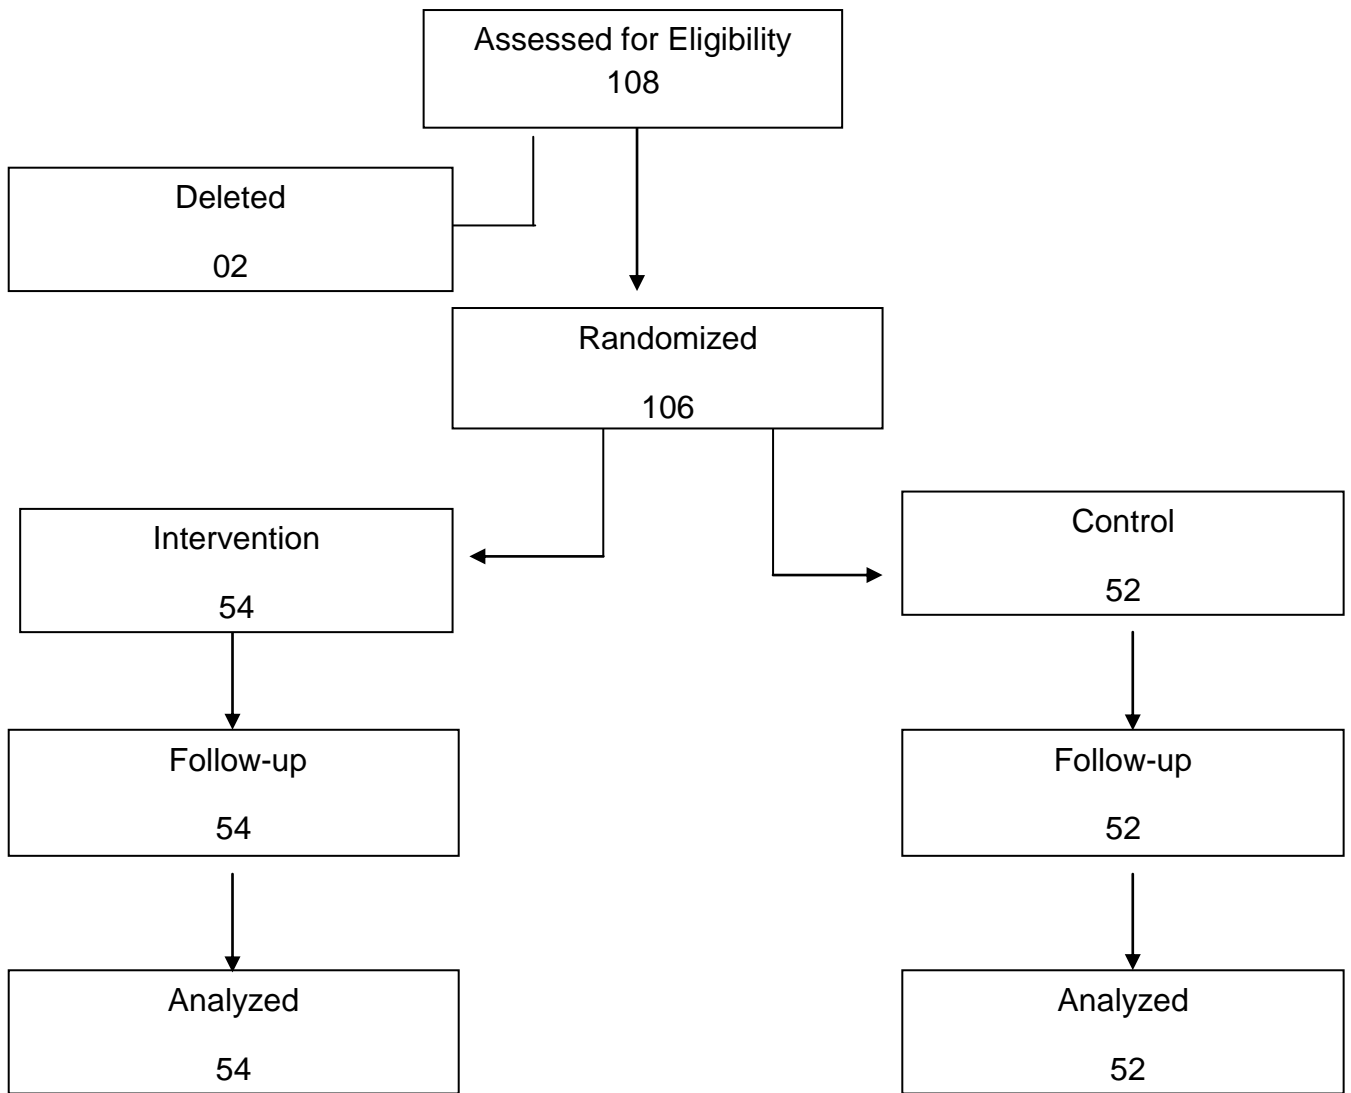 Assessed for Eligibility
108
Deleted
02
Randomized
106
Intervention
54
Control
52
Follow-up
54
Follow-up
52
Analyzed
54
Analyzed
52